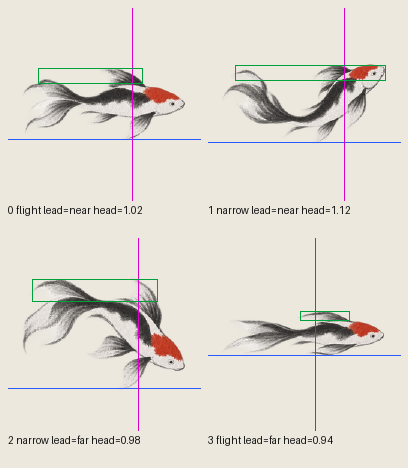 0 flight lead=near head=1.02
1 narrow lead=near head=1.12
2 narrow lead=far head=0.98
3 flight lead=far head=0.94